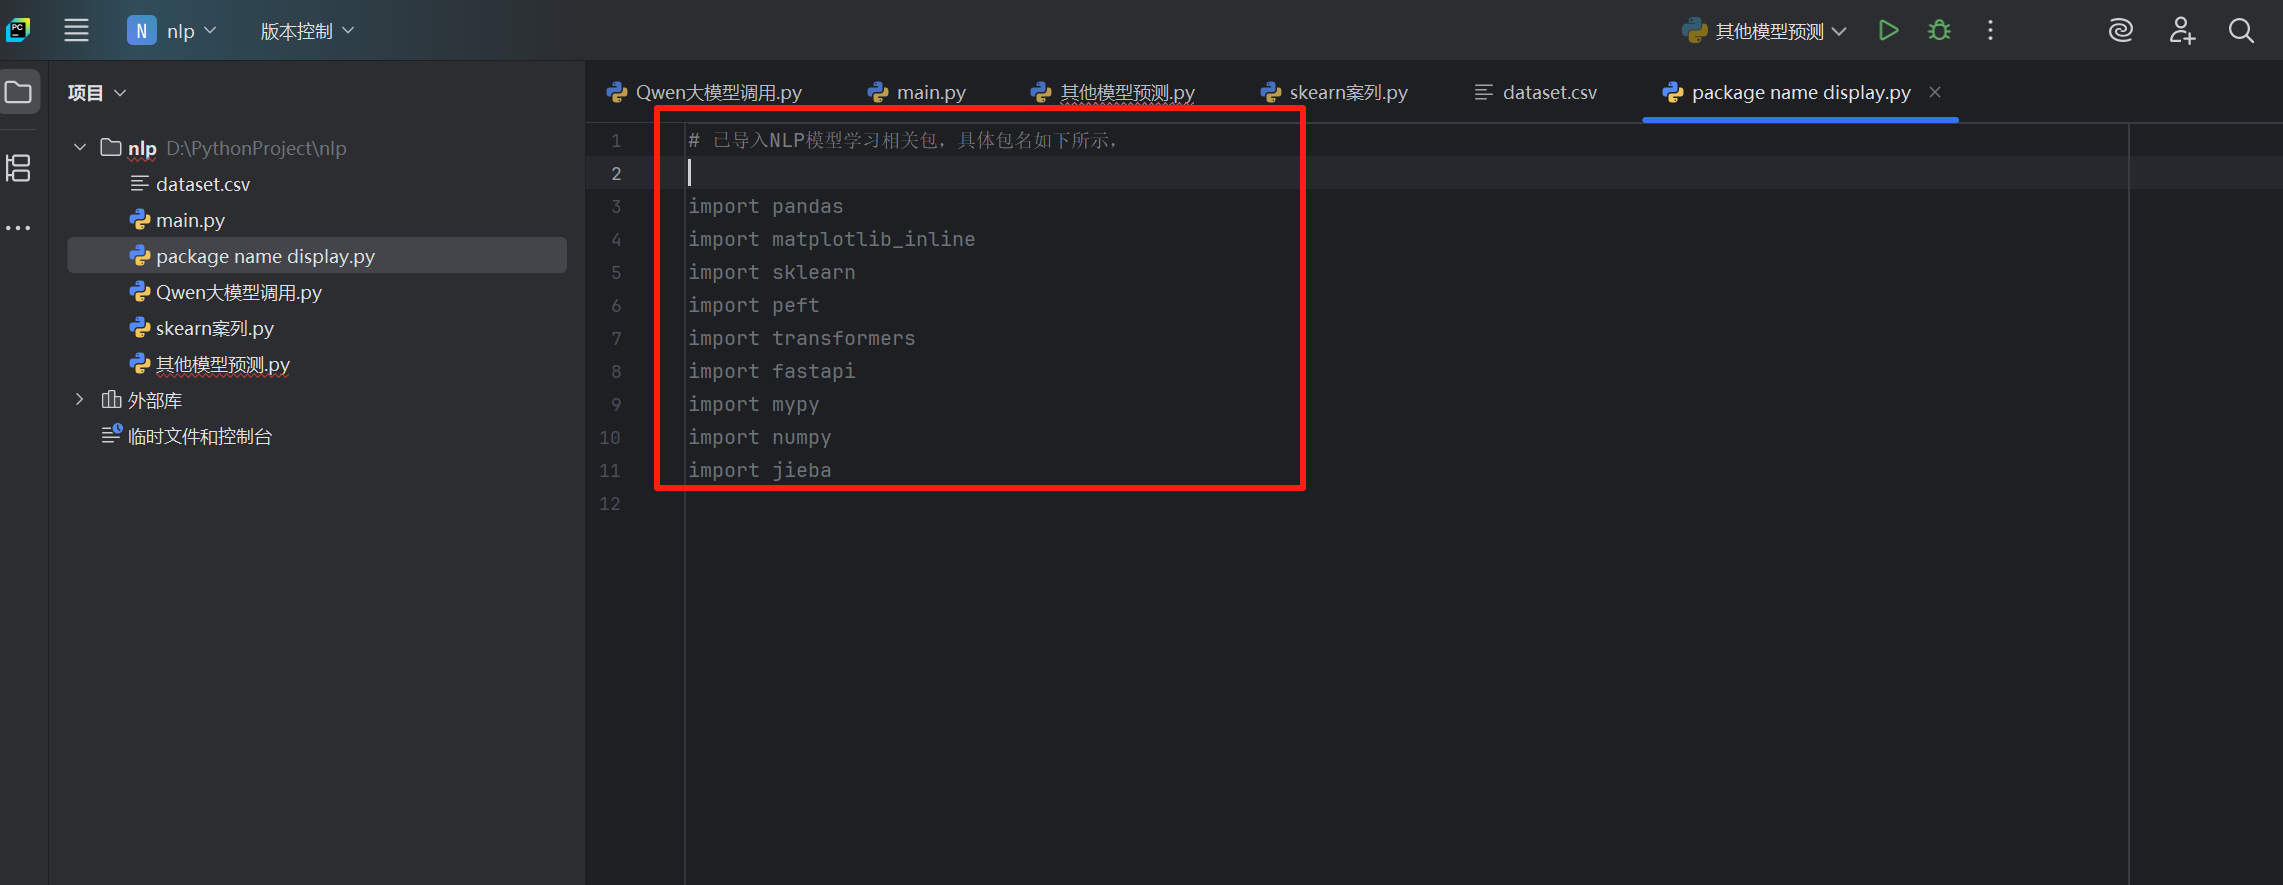 PC
N nlp 版本控制 其他模型预测
项目
nlp D:\PythonProject\nlp
dataset.csv
main.py
package name display.py
Qwen大模型调用.py
skearn案列.py
其他模型预测.py
外部库
临时文件和控制台
Qwen大模型调用.py main.py 其他模型预测.py skearn案列.py dataset.csv package name display.py
1 # 已导入NLP模型学习相关包，具体包名如下所示，
2
3 import pandas
4 import matplotlib_inline
5 import sklearn
6 import peft
7 import transformers
8 import fastapi
9 import mypy
10 import numpy
11 import jieba
12